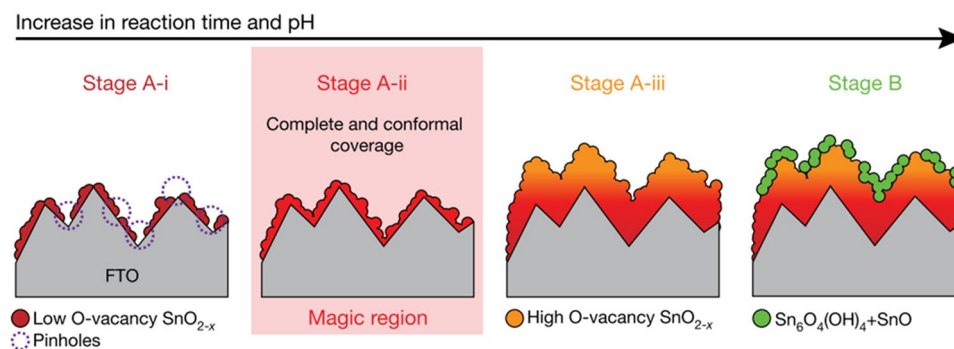 Increase in reaction time and pH
Stage A-i
Stage A-ii
Stage A-iii
Stage B
Complete and conformal
coverage
FTO
Magic region
Low O-vacancy SnO₂₋ₓ
Pinholes
High O-vacancy SnO₂₋ₓ
Sn₆O₄(OH)₄+SnO